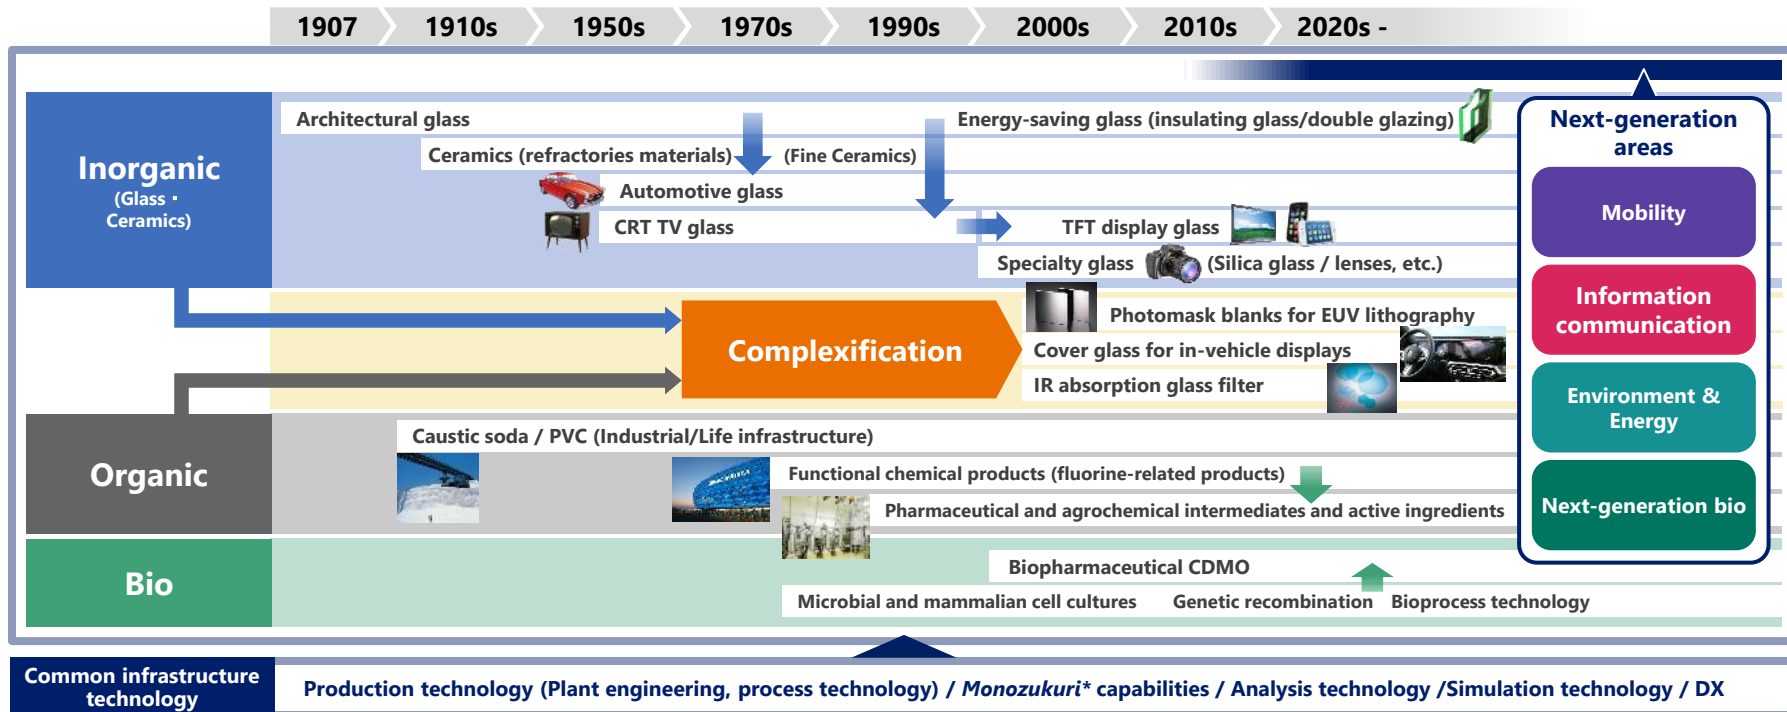 1907
1910s
1950s
1970s
1990s
2000s
2010s
2020s -
Inorganic
(Glass・
Ceramics)
Architectural glass
Energy-saving glass (insulating glass/double glazing)
Ceramics (refractories materials)
(Fine Ceramics)
Automotive glass
CRT TV glass
TFT display glass
Specialty glass
(Silica glass / lenses, etc.)
Complexification
Photomask blanks for EUV lithography
Cover glass for in-vehicle displays
IR absorption glass filter
Organic
Caustic soda / PVC (Industrial/Life infrastructure)
Functional chemical products (fluorine-related products)
Pharmaceutical and agrochemical intermediates and active ingredients
Bio
Biopharmaceutical CDMO
Microbial and mammalian cell cultures
Genetic recombination
Bioprocess technology
Next-generation
areas
Mobility
Information
communication
Environment &
Energy
Next-generation bio
Common infrastructure
technology
Production technology (Plant engineering, process technology) / Monozukuri* capabilities / Analysis technology /Simulation technology / DX